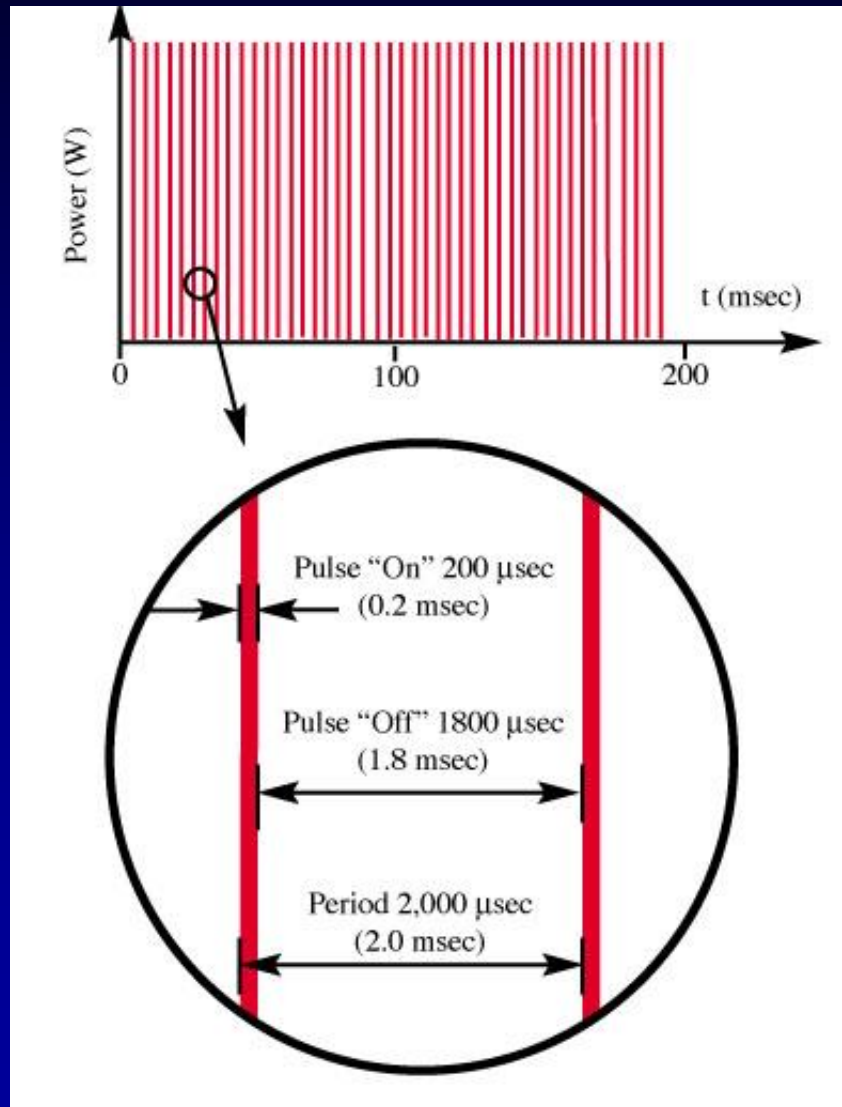 Power (W)
t (msec)
0
100
200
Pulse “On” 200 μsec
(0.2 msec)
Pulse “Off” 1800 μsec
(1.8 msec)
Period 2,000 μsec
(2.0 msec)